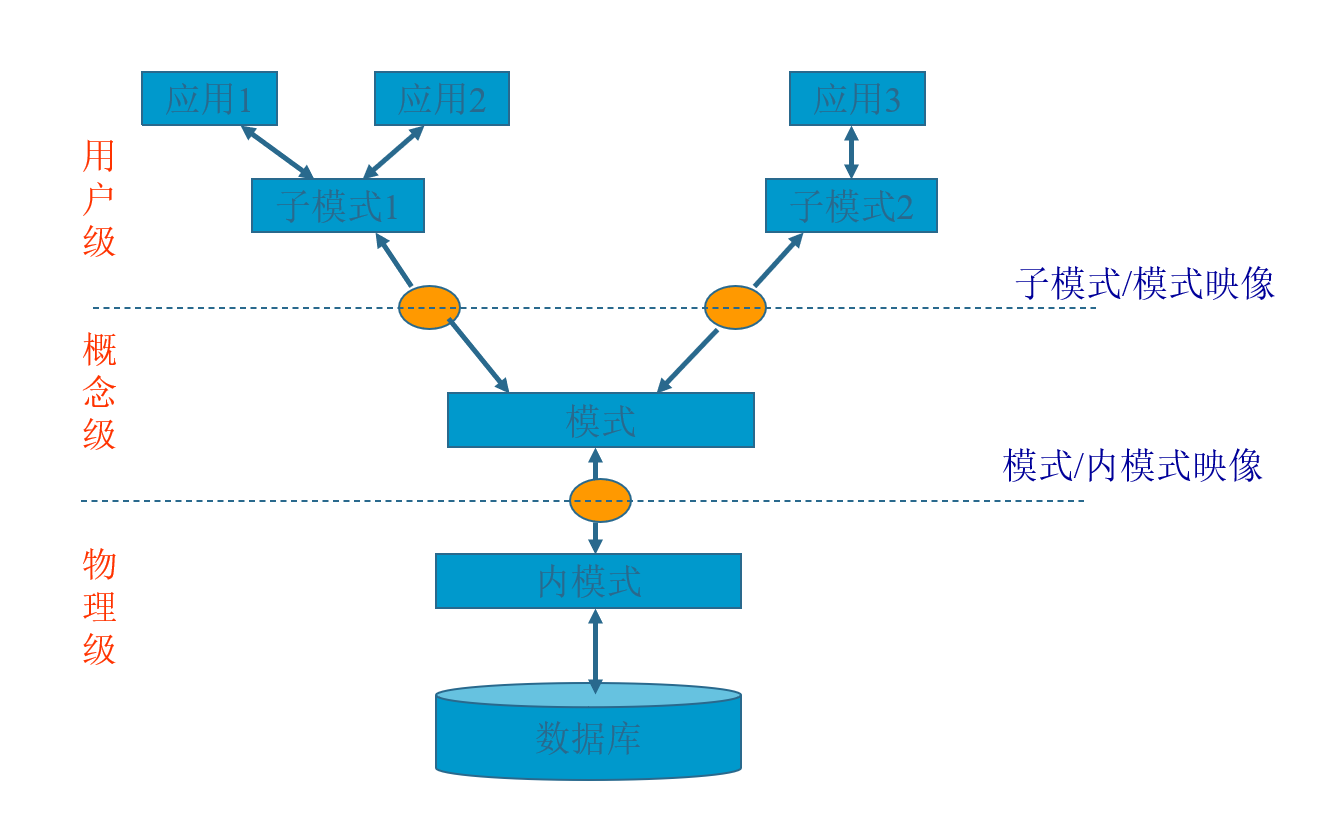 应用1
应用2
应用3
用户级
子模式1
子模式2
子模式/模式映像
概念级
模式
模式/内模式映像
物理级
内模式
数据库